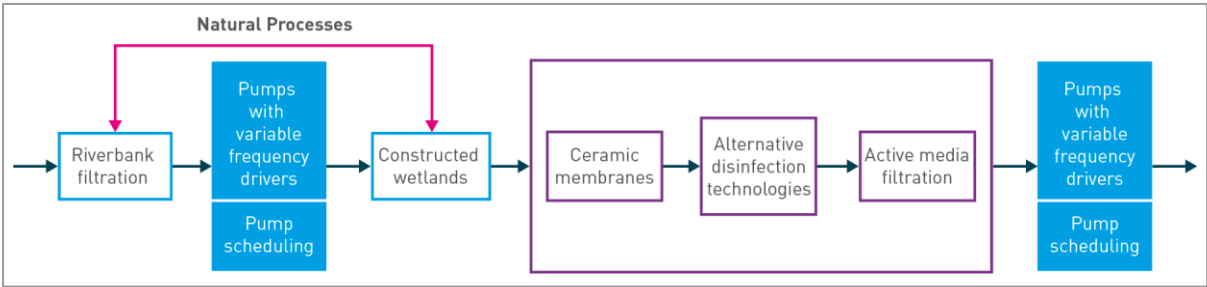 Natural Processes
Riverbank
filtration
Pumps
with
variable
frequency
drivers
Pump
scheduling
Constructed
wetlands
Ceramic
membranes
Alternative
disinfection
technologies
Active media
filtration
Pumps
with
variable
frequency
drivers
Pump
scheduling